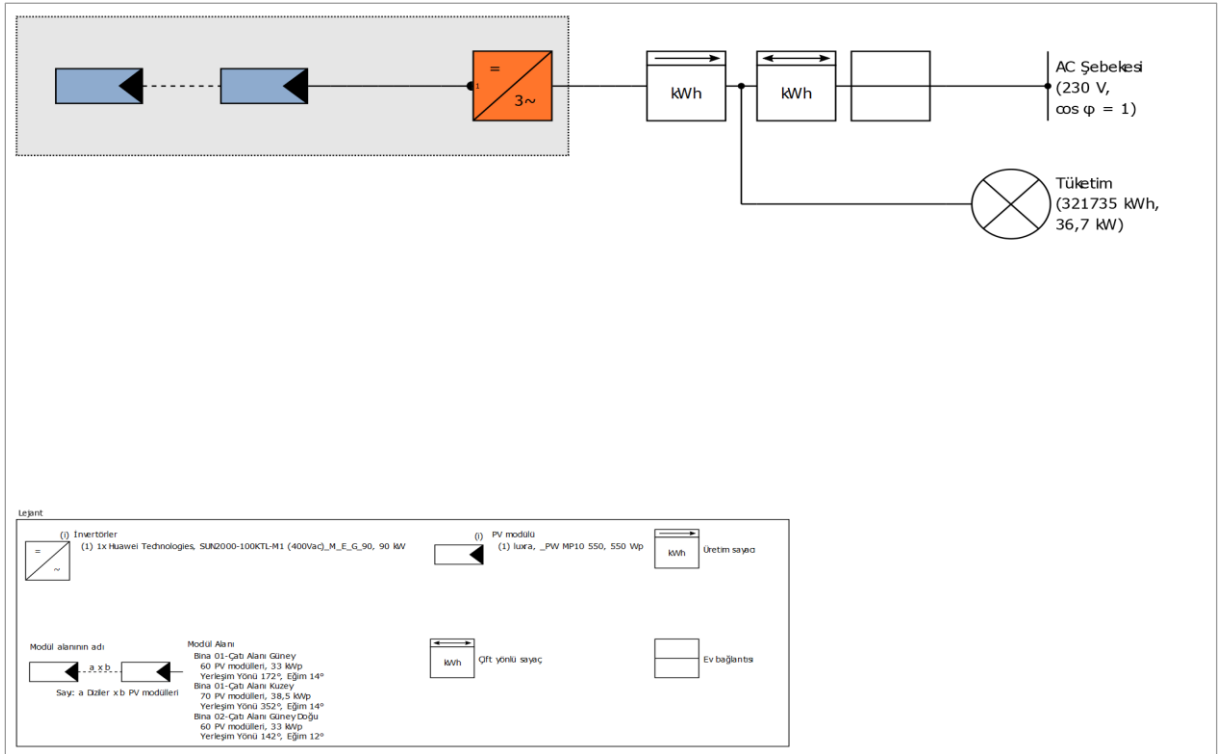 =
1
3~
kWh
kWh
AC Şebekesi
(230 V,
cos φ = 1)
Tüketim
(321735 kWh,
36,7 kW)
Lejant
(i) İnvertörler
(1) 1x Huawei Technologies, SUN2000-100KTL-M1 (400Vac)_M_E_G_90, 90 kW
=
~
(i) PV modülü
(1) luxra, _PW MP10 550, 550 Wp
kWh
Üretim sayacı
Modül alanının adı
a x b
Sayı: a Diziler x b PV modülleri
Modül Alanı
Bina 01-Çatı Alanı Güney
60 PV modülleri, 33 kWp
Yerleşim Yönü 172°, Eğim 14°
Bina 01-Çatı Alanı Kuzey
70 PV modülleri, 38,5 kWp
Yerleşim Yönü 352°, Eğim 14°
Bina 02-Çatı Alanı Güney Doğu
60 PV modülleri, 33 kWp
Yerleşim Yönü 142°, Eğim 12°
kWh
Çift yönlü sayaç
Ev bağlantısı